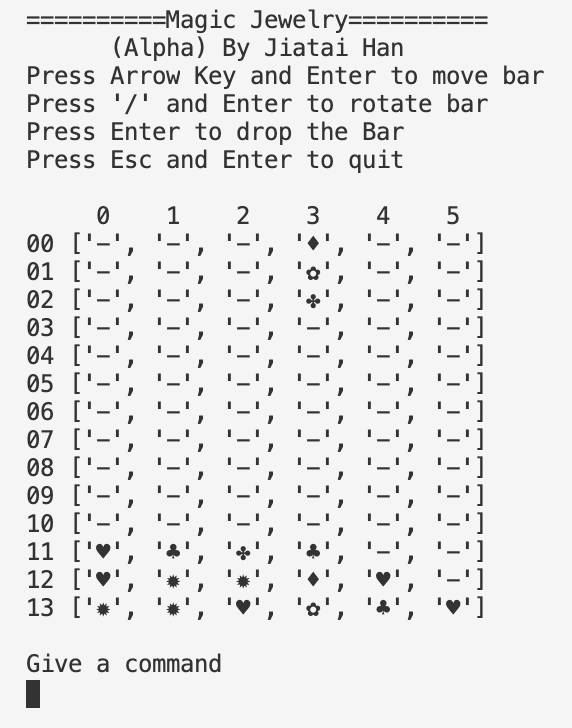 ==========Magic Jewelry==========
(Alpha) By Jiatai Han
Press Arrow Key and Enter to move bar
Press '/' and Enter to rotate bar
Press Enter to drop the Bar
Press Esc and Enter to quit
0 1 2 3 4 5
00 ['–', '–', '–', '♦', '–', '–']
01 ['–', '–', '–', '✿', '–', '–']
02 ['–', '–', '–', '✤', '–', '–']
03 ['–', '–', '–', '–', '–', '–']
04 ['–', '–', '–', '–', '–', '–']
05 ['–', '–', '–', '–', '–', '–']
06 ['–', '–', '–', '–', '–', '–']
07 ['–', '–', '–', '–', '–', '–']
08 ['–', '–', '–', '–', '–', '–']
09 ['–', '–', '–', '–', '–', '–']
10 ['–', '–', '–', '–', '–', '–']
11 ['♥', '♣', '✤', '♣', '–', '–']
12 ['♥', '✹', '✹', '♦', '♥', '–']
13 ['✹', '✹', '♥', '✿', '♣', '♥']
Give a command